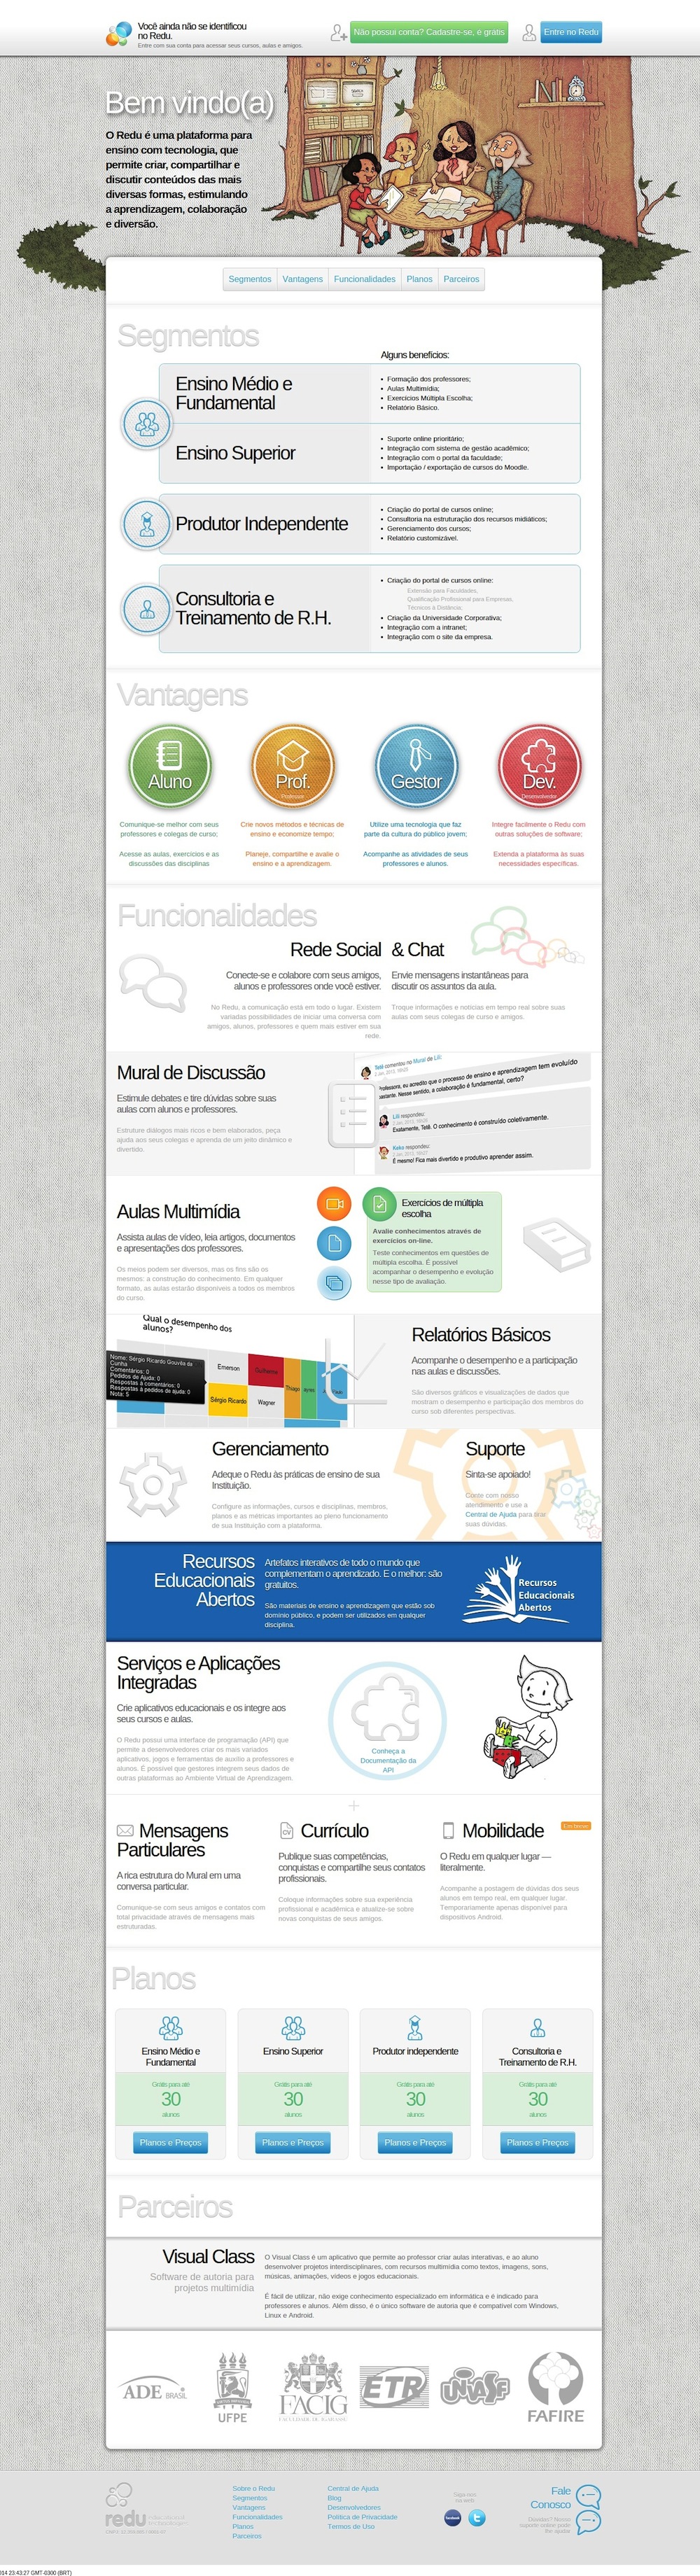 Você ainda não se identificou
no Redu.
Entre com sua conta para acessar seus cursos, aulas e amigos.
Não possui conta? Cadastre-se, é grátis
Entre no Redu
Bem vindo(a)
O Redu é uma plataforma para
ensino com tecnologia, que
permite criar, compartilhar e
discutir conteúdos das mais
diversas formas, estimulando
a aprendizagem, colaboração
e diversão.
Segmentos
Vantagens
Funcionalidades
Planos
Parceiros
Segmentos
Alguns benefícios:
Ensino Médio e
Fundamental
• Formação dos professores;
• Aulas Multimídia;
• Exercícios Múltipla Escolha;
• Relatório Básico.
Ensino Superior
• Suporte online prioritário;
• Integração com sistema de gestão acadêmico;
• Integração com o portal da faculdade;
• Importação / exportação de cursos do Moodle.
Produtor Independente
• Criação do portal de cursos online;
• Consultoria na estruturação dos recursos midiáticos;
• Gerenciamento dos cursos;
• Relatório customizável.
Consultoria e
Treinamento de R.H.
• Criação do portal de cursos online:
Extensão para Faculdades,
Qualificação Profissional para Empresas,
Técnicos à Distância;
• Criação da Universidade Corporativa;
• Integração com a intranet;
• Integração com o site da empresa.
Vantagens
Aluno
Comunique-se melhor com seus
professores e colegas de curso;
Acesse as aulas, exercícios e as
discussões das disciplinas
Prof.
Professor
Crie novos métodos e técnicas de
ensino e economize tempo;
Planeje, compartilhe e avalie o
ensino e a aprendizagem.
Gestor
Utilize uma tecnologia que faz
parte da cultura do público jovem;
Acompanhe as atividades de seus
professores e alunos.
Dev.
Desenvolvedor
Integre facilmente o Redu com
outras soluções de software;
Extenda a plataforma às suas
necessidades específicas.
Funcionalidades
Rede Social & Chat
Conecte-se e colabore com seus amigos,
alunos e professores onde você estiver.
No Redu, a comunicação está em todo o lugar. Existem
variadas possibilidades de iniciar uma conversa com
amigos, alunos, professores e quem mais estiver em sua
rede.
Envie mensagens instantâneas para
discutir os assuntos da aula.
Troque informações e notícias em tempo real sobre suas
aulas com seus colegas de curso e amigos.
Mural de Discussão
Estimule debates e tire dúvidas sobre suas
aulas com alunos e professores.
Estruture diálogos mais ricos e bem elaborados, peça
ajuda aos seus colegas e aprenda de um jeito dinâmico e
divertido.
Tatá comentou no Mural de Lili:
Professora, eu acredito que o processo de ensino e aprendizagem tem evoluído
bastante. Nesse sentido, a colaboração é fundamental, certo?
Lili respondeu:
Exatamente, Tatá. O conhecimento é construído coletivamente.
Keko respondeu:
É mesmo! Fica mais divertido e produtivo aprender assim.
Aulas Multimídia
Assista aulas de vídeo, leia artigos, documentos
e apresentações dos professores.
Os meios podem ser diversos, mas os fins são os
mesmos: a construção do conhecimento. Em qualquer
formato, as aulas estarão disponíveis a todos os membros
do curso.
Exercícios de múltipla
escolha
Avalie conhecimentos através de
exercícios on-line.
Teste conhecimentos em questões de
múltipla escolha. É possível
acompanhar o desempenho e evolução
nesse tipo de avaliação.
Qual o desempenho dos
alunos?
Nome: Sérgio Ricardo Gouvêa da
Cunha
Comentários: 0
Pedidos de Ajuda: 0
Respostas à comentários: 0
Respostas à pedidos de ajuda: 0
Nota: 5
Emerson
Guilherme
Sérgio Ricardo
Wagner
Thiago
Relatórios Básicos
Acompanhe o desempenho e a participação
nas aulas e discussões.
São diversos gráficos e visualizações de dados que
mostram o desempenho e participação dos membros do
curso sob diferentes perspectivas.
Gerenciamento
Adeque o Redu às práticas de ensino de sua
Instituição.
Configure as informações, cursos e disciplinas, membros,
planos e as métricas importantes ao pleno funcionamento
de sua Instituição com a plataforma.
Suporte
Sinta-se apoiado!
Conte com nosso
atendimento e use a
Central de Ajuda para tirar
suas dúvidas.
Recursos
Educacionais
Abertos
Artefatos interativos de todo o mundo que
complementam o aprendizado. E o melhor: são
gratuitos.
São materiais de ensino e aprendizagem que estão sob
domínio público, e podem ser utilizados em qualquer
disciplina.
Recursos
Educacionais
Abertos
Serviços e Aplicações
Integradas
Crie aplicativos educacionais e os integre aos
seus cursos e aulas.
O Redu possui uma interface de programação (API) que
permite a desenvolvedores criar os mais variados
aplicativos, jogos e ferramentas de auxílio a professores e
alunos. É possível que gestores integrem seus dados de
outras plataformas ao Ambiente Virtual de Aprendizagem.
Conheça a
Documentação da
API
Mensagens
Particulares
A rica estrutura do Mural em uma
conversa particular.
Comunique-se com seus amigos e contatos com
total privacidade através de mensagens mais
estruturadas.
CV
Currículo
Publique suas competências,
conquistas e compartilhe seus contatos
profissionais.
Coloque informações sobre sua experiência
profissional e acadêmica e atualize-se sobre
novas conquistas de seus amigos.
Mobilidade
Em breve
O Redu em qualquer lugar —
literalmente.
Acompanhe a postagem de dúvidas dos seus
alunos em tempo real, em qualquer lugar.
Temporariamente apenas disponível para
dispositivos Android.
Planos
Ensino Médio e
Fundamental
Grátis para até
30
alunos
Planos e Preços
Ensino Superior
Grátis para até
30
alunos
Planos e Preços
Produtor independente
Grátis para até
30
alunos
Planos e Preços
Consultoria e
Treinamento de R.H.
Grátis para até
30
alunos
Planos e Preços
Parceiros
Visual Class
Software de autoria para
projetos multimídia
O Visual Class é um aplicativo que permite ao professor criar aulas interativas, e ao aluno
desenvolver projetos interdisciplinares, com recursos multimídia como textos, imagens, sons,
músicas, animações, vídeos e jogos educacionais.
É fácil de utilizar, não exige conhecimento especializado em informática e é indicado para
professores e alunos. Além disso, é o único software de autoria que é compatível com Windows,
Linux e Android.
ADE BRASIL
UFPE
FACIG
ETR
UNASF
FAFIRE
redu
Sobre o Redu
Segmentos
Vantagens
Funcionalidades
Planos
Parceiros
Central de Ajuda
Blog
Desenvolvedores
Política de Privacidade
Termos de Uso
Siga-nos
na web:
facebook
Fale
Conosco
Dúvidas? Nosso
suporte online pode
lhe ajudar.
014 23:43:27 GMT-0300 (BRT)